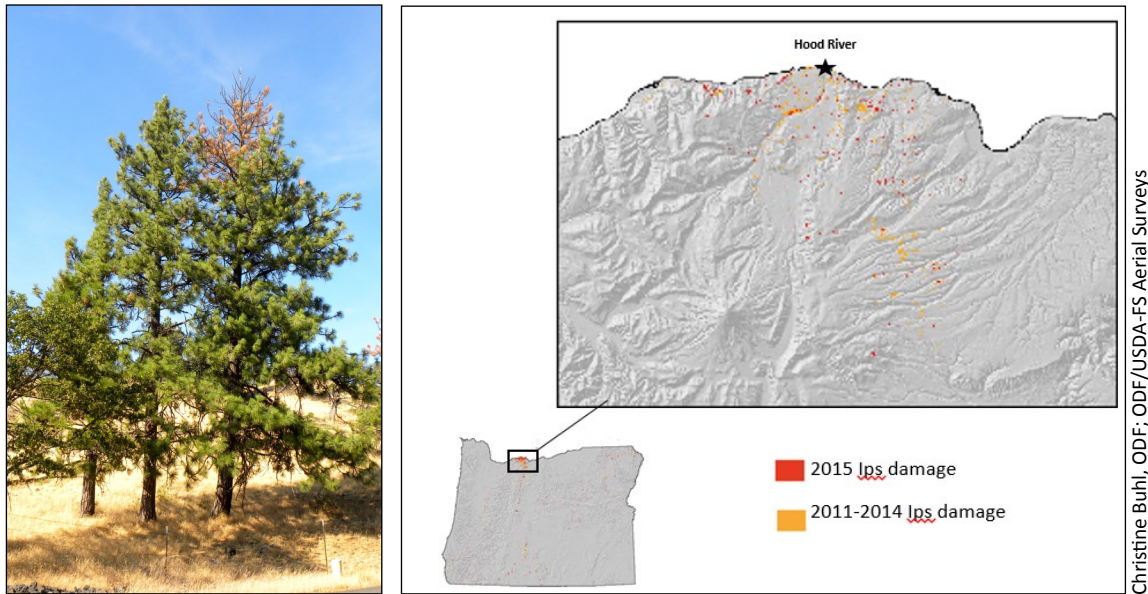 Hood River
2015 Ips damage
2011-2014 Ips damage
Christine Buhl, ODF; ODF/USDA-FS Aerial Surveys